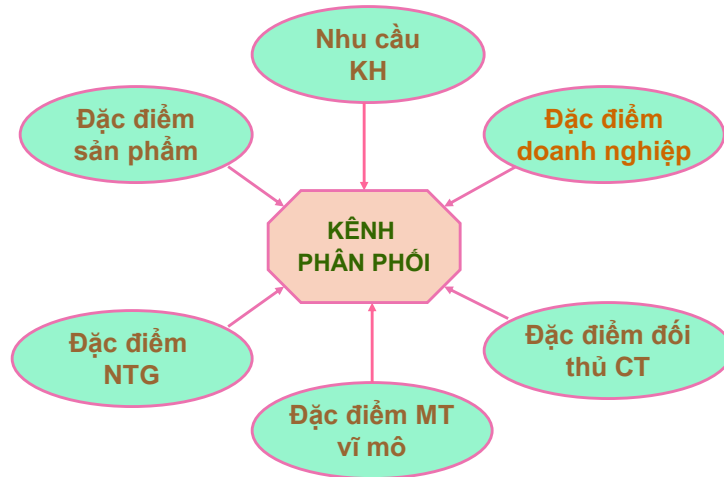 Nhu cầu
KH
Đặc điểm
sản phẩm
Đặc điểm
doanh nghiệp
KÊNH
PHÂN PHỐI
Đặc điểm
NTG
Đặc điểm đối
thủ CT
Đặc điểm MT
vĩ mô